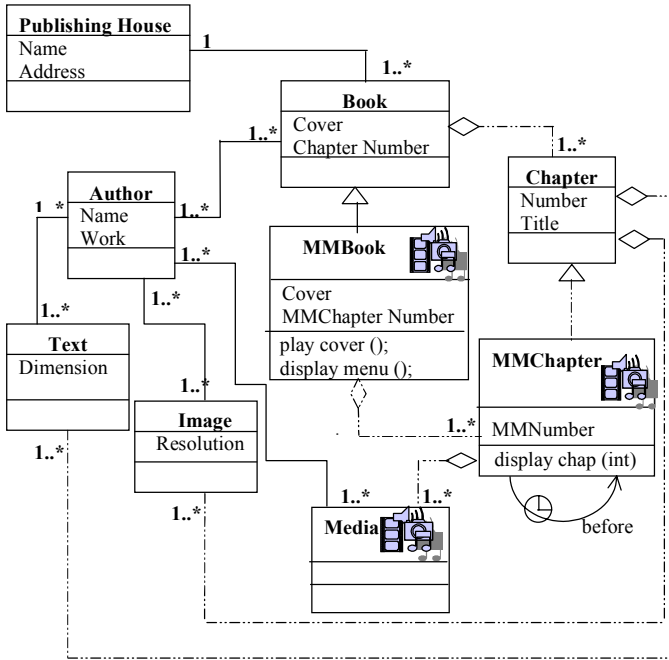 Publishing House
Name
Address
1
1..*
Book
Cover
Chapter Number
1..*
1..*
Chapter
Number
Title
Author
Name
Work
1 *
1..*
1..*
1..*
MMBook
Cover
MMChapter Number
play cover ();
display menu ();
1..*
Text
Dimension
1..*
Image
Resolution
MMChapter
MMNumber
display chap (int)
1..*
1..*
1..*
1..*
1..*
before
Media